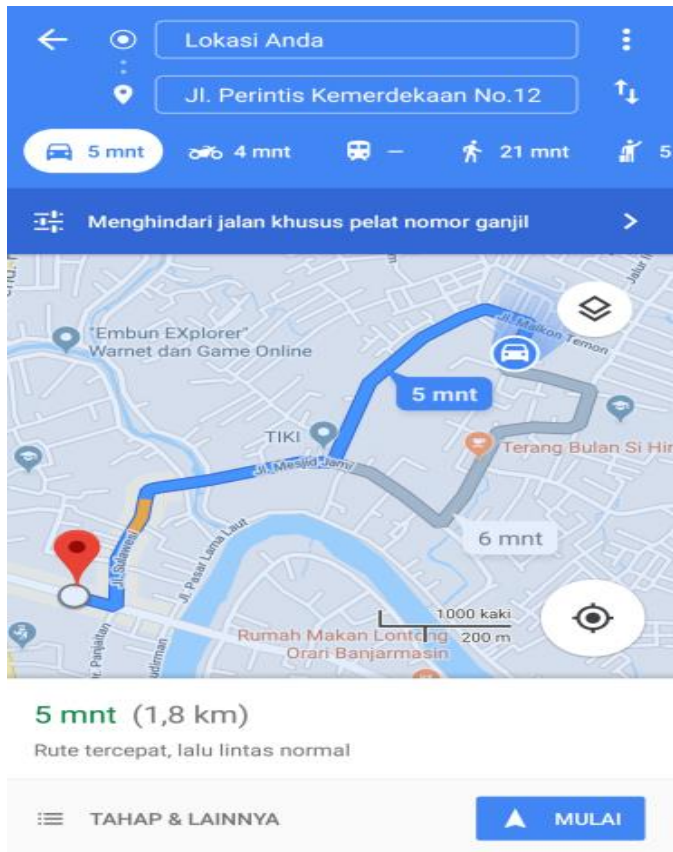 Lokasi Anda
Jl. Perintis Kemerdekaan No.12
5 mnt
4 mnt
—
21 mnt
5
Menghindari jalan khusus pelat nomor ganjil
"Embun EXplorer"
Warnet dan Game Online
Jl. Malkon Temon
5 mnt
TIKI
Jl. Mesjid Jami
Terang Bulan Si Hir
6 mnt
Jl. Sulawesi
Jl. Pasar Lama Laut
1000 kaki
200 m
Rumah Makan Lontong
Orari Banjarmasin
Panjaitan
udirman
5 mnt (1,8 km)
Rute tercepat, lalu lintas normal
TAHAP & LAINNYA
MULAI